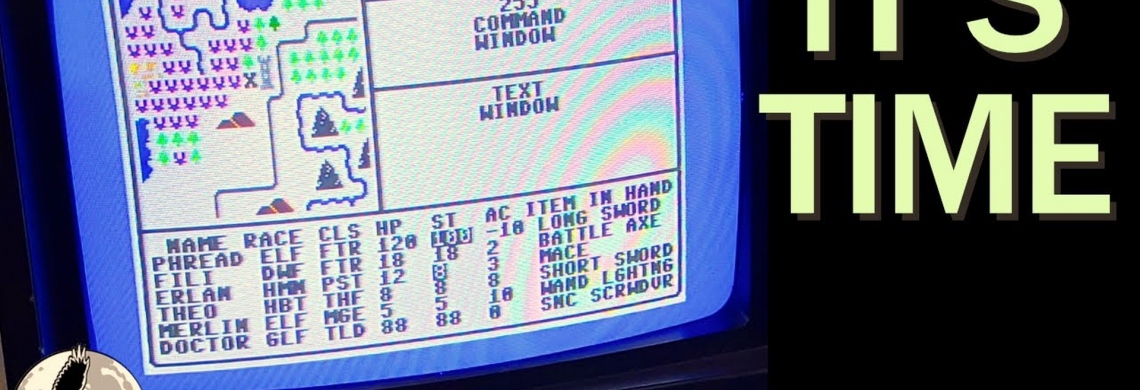 255
COMMAND
WINDOW
TEXT
WINDOW
NAME RACE CLS HP ST AC ITEM IN HAND
PHREAD ELF FTR 120 188 -10 LONG SWORD
FILI DWF FTR 18 18 2 BATTLE AXE
ERLAN HMN PST 12 8 3 MACE
THEO HBT THF 8 8 8 SHORT SWORD
MERLIN ELF MGE 5 5 10 WAND LGHTNG
DOCTOR GLF TLD 88 88 0 SNC SCRWDVR
IT'S
TIME